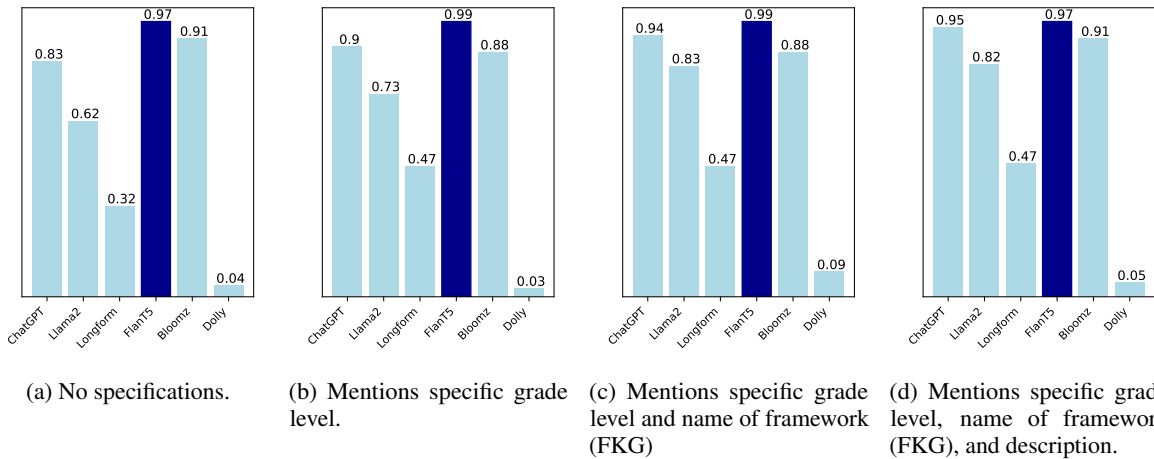 0.83
0.62
0.32
0.97
0.91
0.04
ChatGPT
Llama2
Longform
FlanT5
Bloomz
Dolly
(a) No specifications.
0.9
0.73
0.47
0.99
0.88
0.03
ChatGPT
Llama2
Longform
FlanT5
Bloomz
Dolly
(b) Mentions specific grade
level.
0.94
0.83
0.47
0.99
0.88
0.09
ChatGPT
Llama2
Longform
FlanT5
Bloomz
Dolly
(c) Mentions specific grade
level and name of framework
(FKG)
0.95
0.82
0.47
0.97
0.91
0.05
ChatGPT
Llama2
Longform
FlanT5
Bloomz
Dolly
(d) Mentions specific grad
level, name of framewor
(FKG), and description.